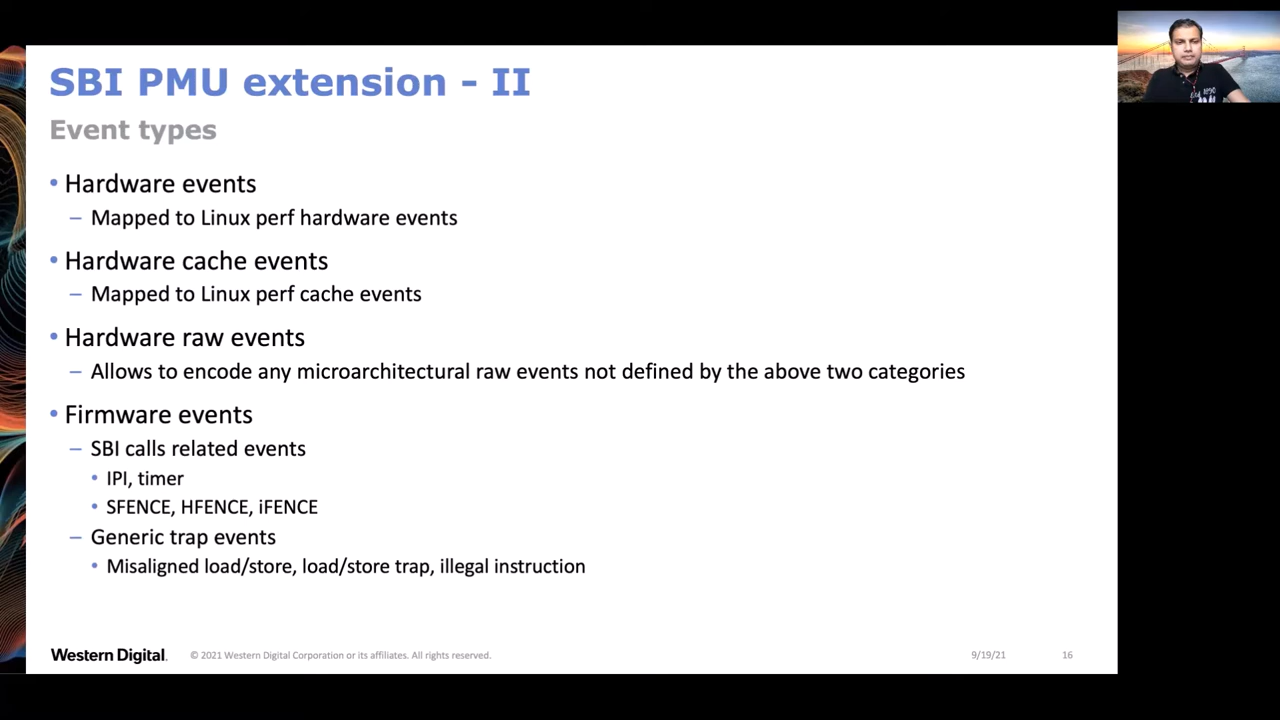 SBI PMU extension - II
Event types
• Hardware events
– Mapped to Linux perf hardware events
• Hardware cache events
– Mapped to Linux perf cache events
• Hardware raw events
– Allows to encode any microarchitectural raw events not defined by the above two categories
• Firmware events
– SBI calls related events
• IPI, timer
• SFENCE, HFENCE, iFENCE
– Generic trap events
• Misaligned load/store, load/store trap, illegal instruction
Western Digital. © 2021 Western Digital Corporation or its affiliates. All rights reserved. 9/19/21 16